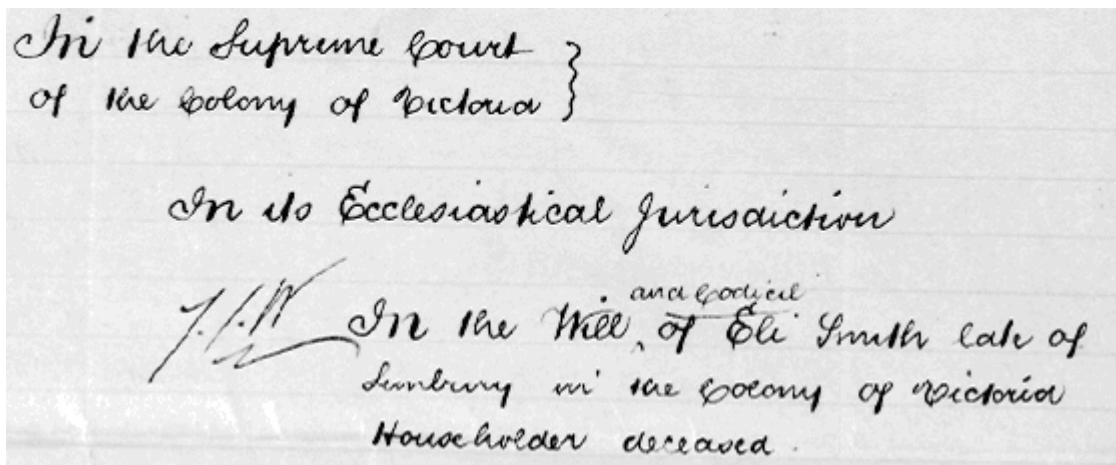 In the Supreme Court
of the Colony of Victoria
In its Ecclesiastical Jurisdiction
and Codicil
In the Will of Eli Smith late of
Sunbury in the Colony of Victoria
Householder deceased.